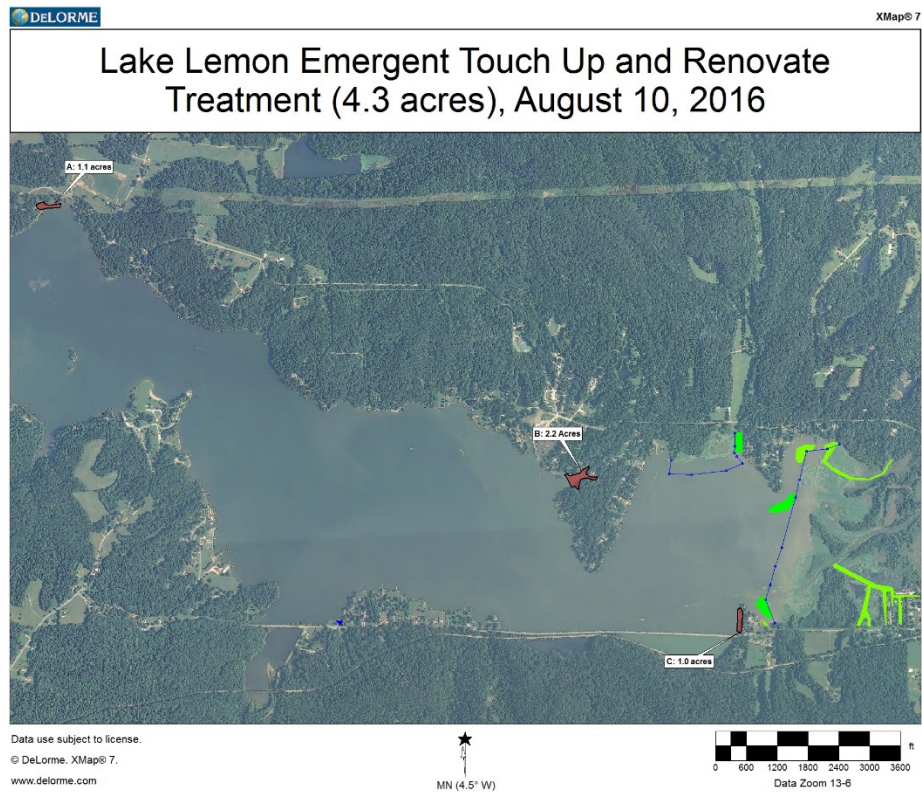 DELORME
XMap® 7
Lake Lemon Emergent Touch Up and Renovate
Treatment (4.3 acres), August 10, 2016
A: 1.1 acres
B: 2.2 Acres
C: 1.0 acres
Data use subject to license.
© DeLorme. XMap® 7.
www.delorme.com
MN (4.5° W)
ft
0 600 1200 1800 2400 3000 3600
Data Zoom 13-6